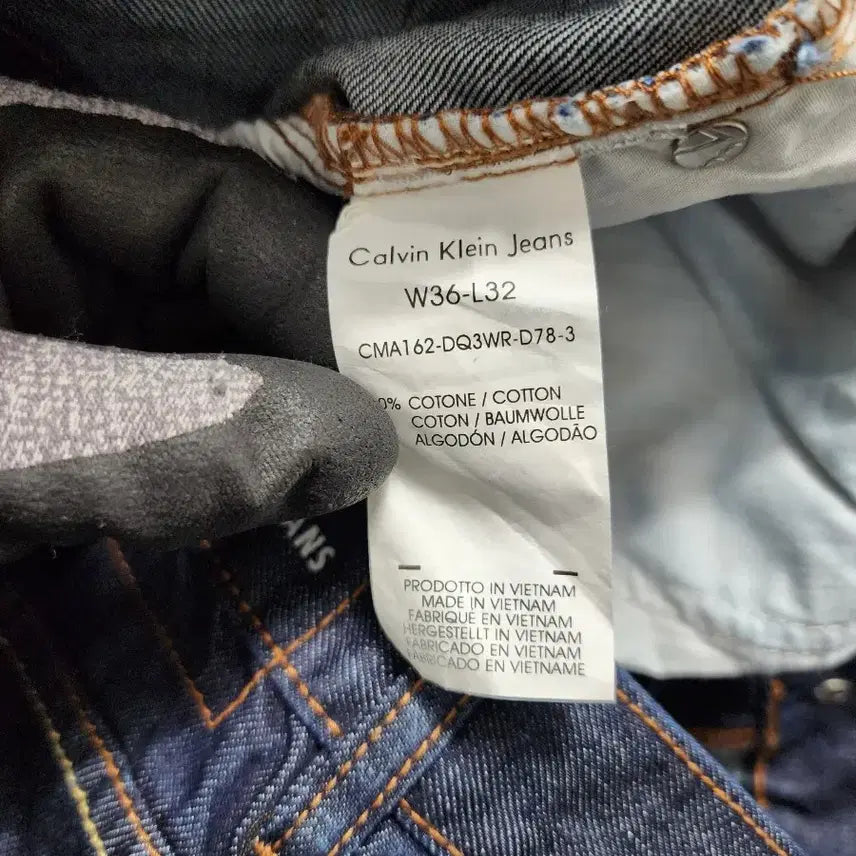 Calvin Klein Jeans
W36-L32
CMA162-DQ3WR-D78-3
0% COTONE / COTTON
COTON / BAUMWOLLE
ALGODÓN / ALGODÃO
PRODOTTO IN VIETNAM
MADE IN VIETNAM
FABRIQUE EN VIETNAM
HERGESTELLT IN VIETNAM
FABRICADO EN VIETNAM
FABRICADO EN VIETNAME
ANS